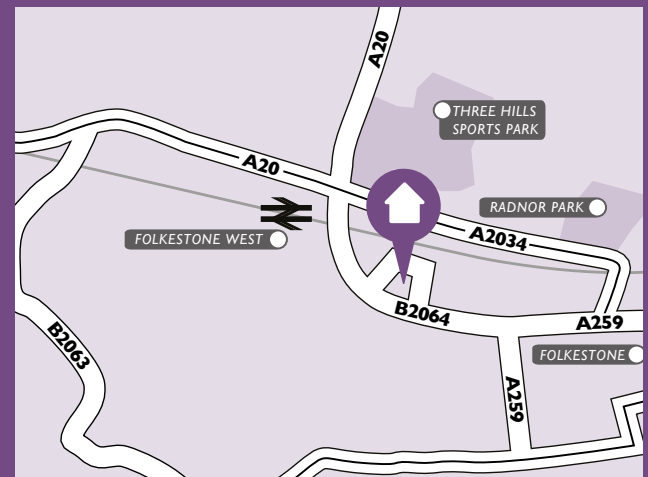 A20
THREE HILLS
SPORTS PARK
A20
RADNOR PARK
FOLKESTONE WEST
A2034
B2064
A259
B2063
FOLKESTONE
A259